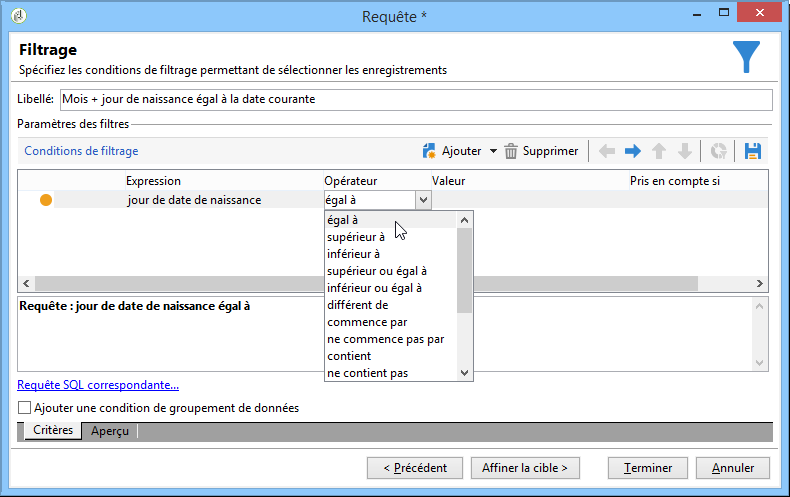 Requête *
Filtrage
Spécifiez les conditions de filtrage permettant de sélectionner les enregistrements
Libellé: Mois + jour de naissance égal à la date courante
Paramètres des filtres
Conditions de filtrage Ajouter Supprimer
Expression Opérateur Valeur Pris en compte si
jour de date de naissance égal à
égal à
supérieur à
inférieur à
supérieur ou égal à
inférieur ou égal à
différent de
commence par
ne commence pas par
contient
ne contient pas
Requête : jour de date de naissance égal à
Requête SQL correspondante...
Ajouter une condition de groupement de données
Critères Aperçu
< Précédent Affiner la cible > Terminer Annuler